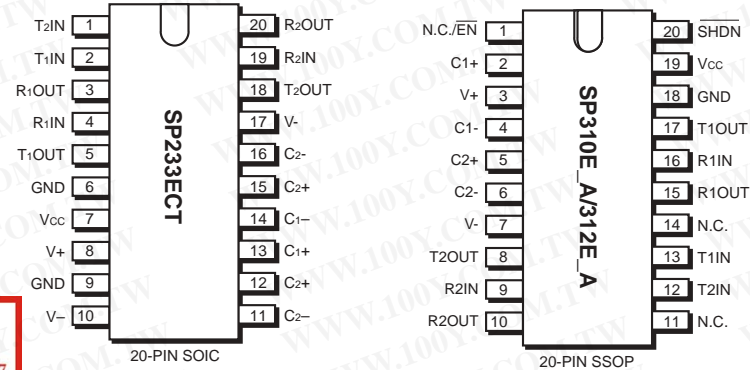 T2IN 1
T1IN 2
R1OUT 3
R1IN 4
T1OUT 5
GND 6
Vcc 7
V+ 8
GND 9
V– 10
SP233ECT
20 R2OUT
19 R2IN
18 T2OUT
17 V-
16 C2-
15 C2+
14 C1–
13 C1+
12 C2+
11 C2–
20-PIN SOIC
N.C./EN 1
C1+ 2
V+ 3
C1- 4
C2+ 5
C2- 6
V- 7
T2OUT 8
R2IN 9
R2OUT 10
SP310E_A/312E_A
20 SHDN
19 Vcc
18 GND
17 T1OUT
16 R1IN
15 R1OUT
14 N.C.
13 T1IN
12 T2IN
11 N.C.
20-PIN SSOP
WWW.100Y.COM.TW